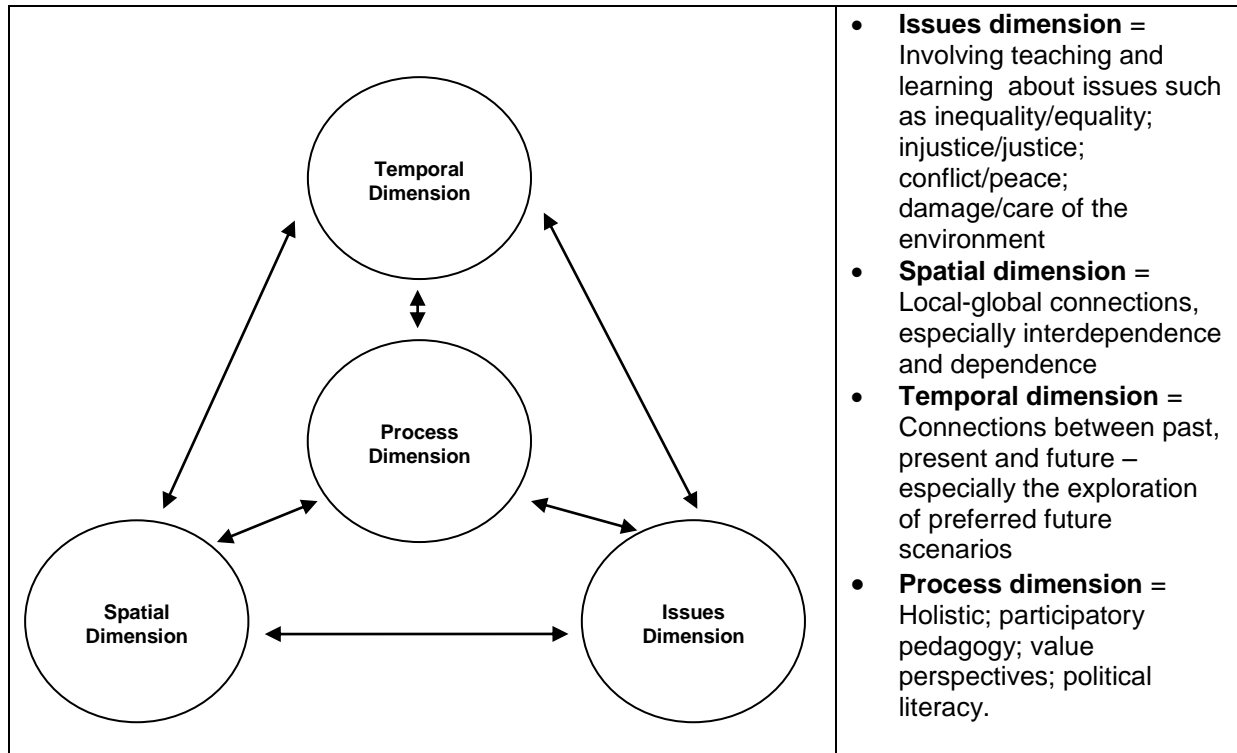 Temporal
Dimension
Process
Dimension
Spatial
Dimension
Issues
Dimension
• Issues dimension =
Involving teaching and
learning about issues such
as inequality/equality;
injustice/justice;
conflict/peace;
damage/care of the
environment
• Spatial dimension =
Local-global connections,
especially interdependence
and dependence
• Temporal dimension =
Connections between past,
present and future –
especially the exploration
of preferred future
scenarios
• Process dimension =
Holistic; participatory
pedagogy; value
perspectives; political
literacy.